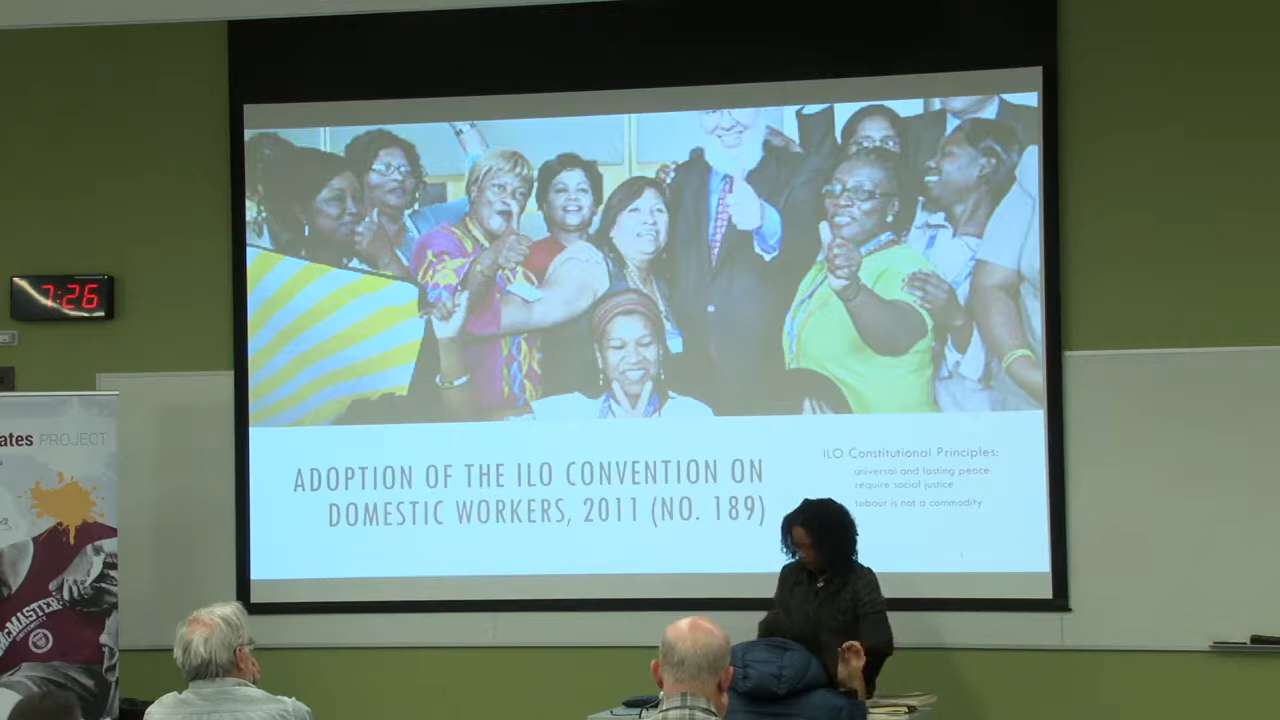 7:26
ates PROJECT
ADOPTION OF THE ILO CONVENTION ON
DOMESTIC WORKERS, 2011 (NO. 189)
ILO Constitutional Principles:
universal and lasting peace
require social justice
labour is not a commodity
MCMASTER
UNIVERSITY